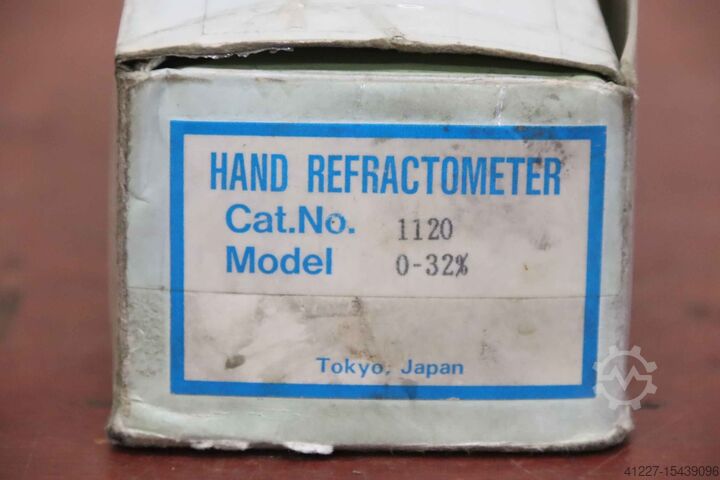 HAND REFRACTOMETER
Cat.No. 1120
Model 0-32%
Tokyo, Japan
41227-15439096